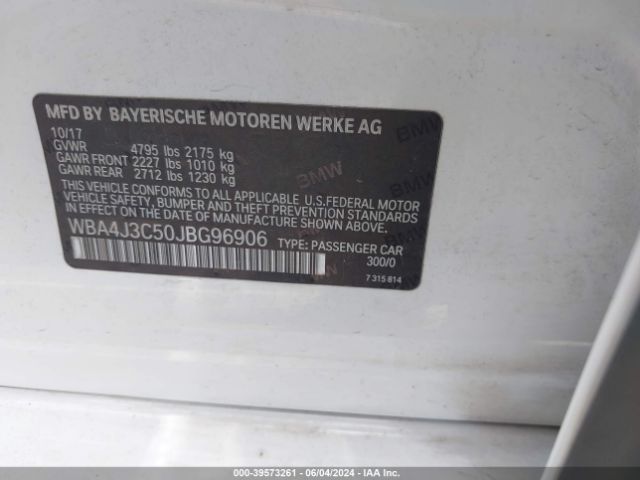 MFD BY BAYERISCHE MOTOREN WERKE AG
10/17
GVWR 4795 lbs 2175 kg
GAWR FRONT 2227 lbs 1010 kg
GAWR REAR 2712 lbs 1230 kg
THIS VEHICLE CONFORMS TO ALL APPLICABLE U.S.FEDERAL MOTOR
VEHICLE SAFETY, BUMPER AND THEFT PREVENTION STANDARDS IN
EFFECT ON THE DATE OF MANUFACTURE SHOWN ABOVE.
WBA4J3C50JBG96906 TYPE: PASSENGER CAR
300/0
7 315 814
000-39573261 - 06/04/2024 - IAA Inc.